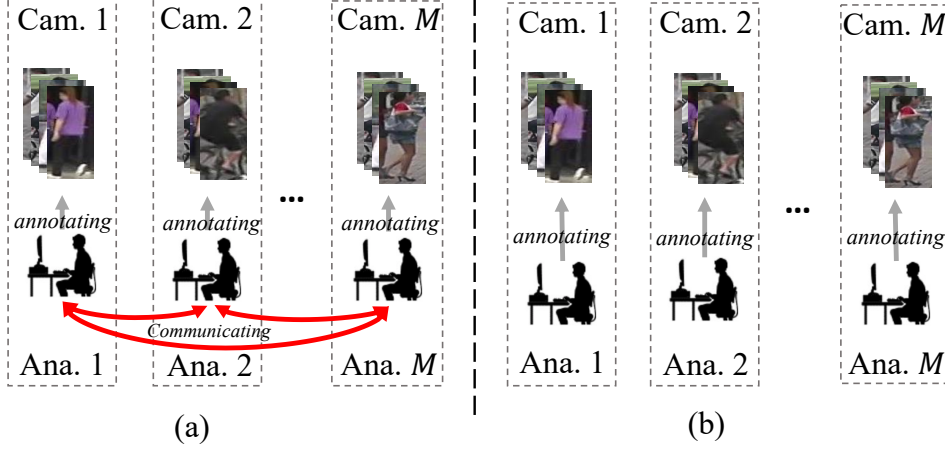 Cam. 1 Cam. 2 Cam. M
annotating annotating ... annotating
Communicating
Ana. 1 Ana. 2 Ana. M
(a)
Cam. 1 Cam. 2 Cam. M
annotating annotating ... annotating
Ana. 1 Ana. 2 Ana. M
(b)